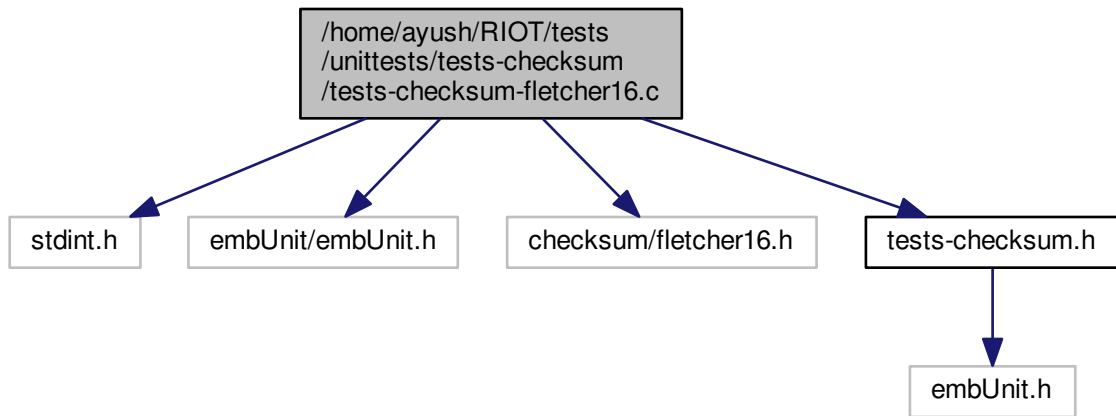 /home/ayush/RIOT/tests
/unittests/tests-checksum
/tests-checksum-fletcher16.c
stdint.h
embUnit/embUnit.h
checksum/fletcher16.h
tests-checksum.h
embUnit.h